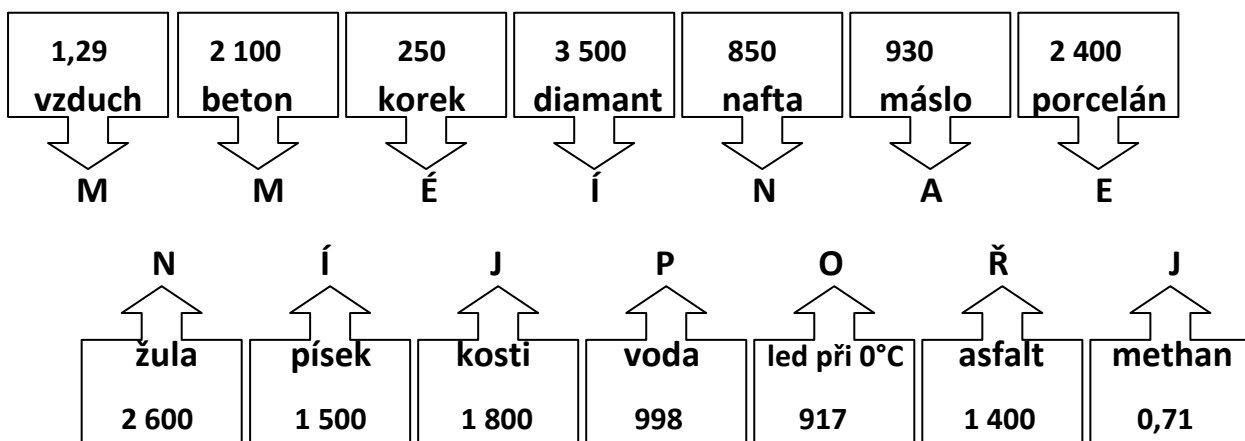 1,29 2 100 250 3 500 850 930 2 400
vzduch beton korek diamant nafta máslo porcelán
M M É Í N A E
N Í J P O Ř J
žula písek kosti voda led při 0°C asfalt methan
2 600 1 500 1 800 998 917 1 400 0,71